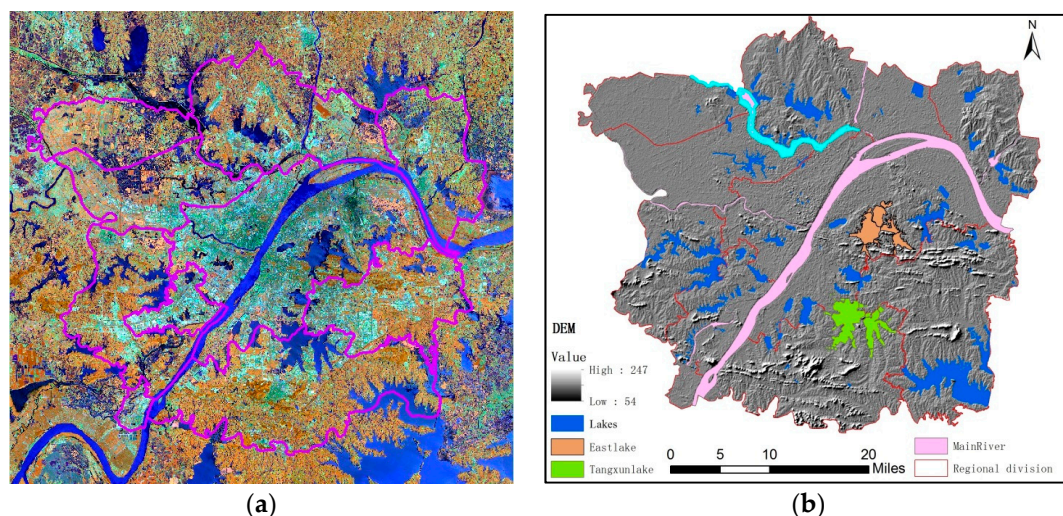 N
DEM
Value
High : 247
Low : 54
Lakes
Eastlake
Tangxunlake
0 5 10 20
Miles
MainRiver
Regional division
(a)
(b)